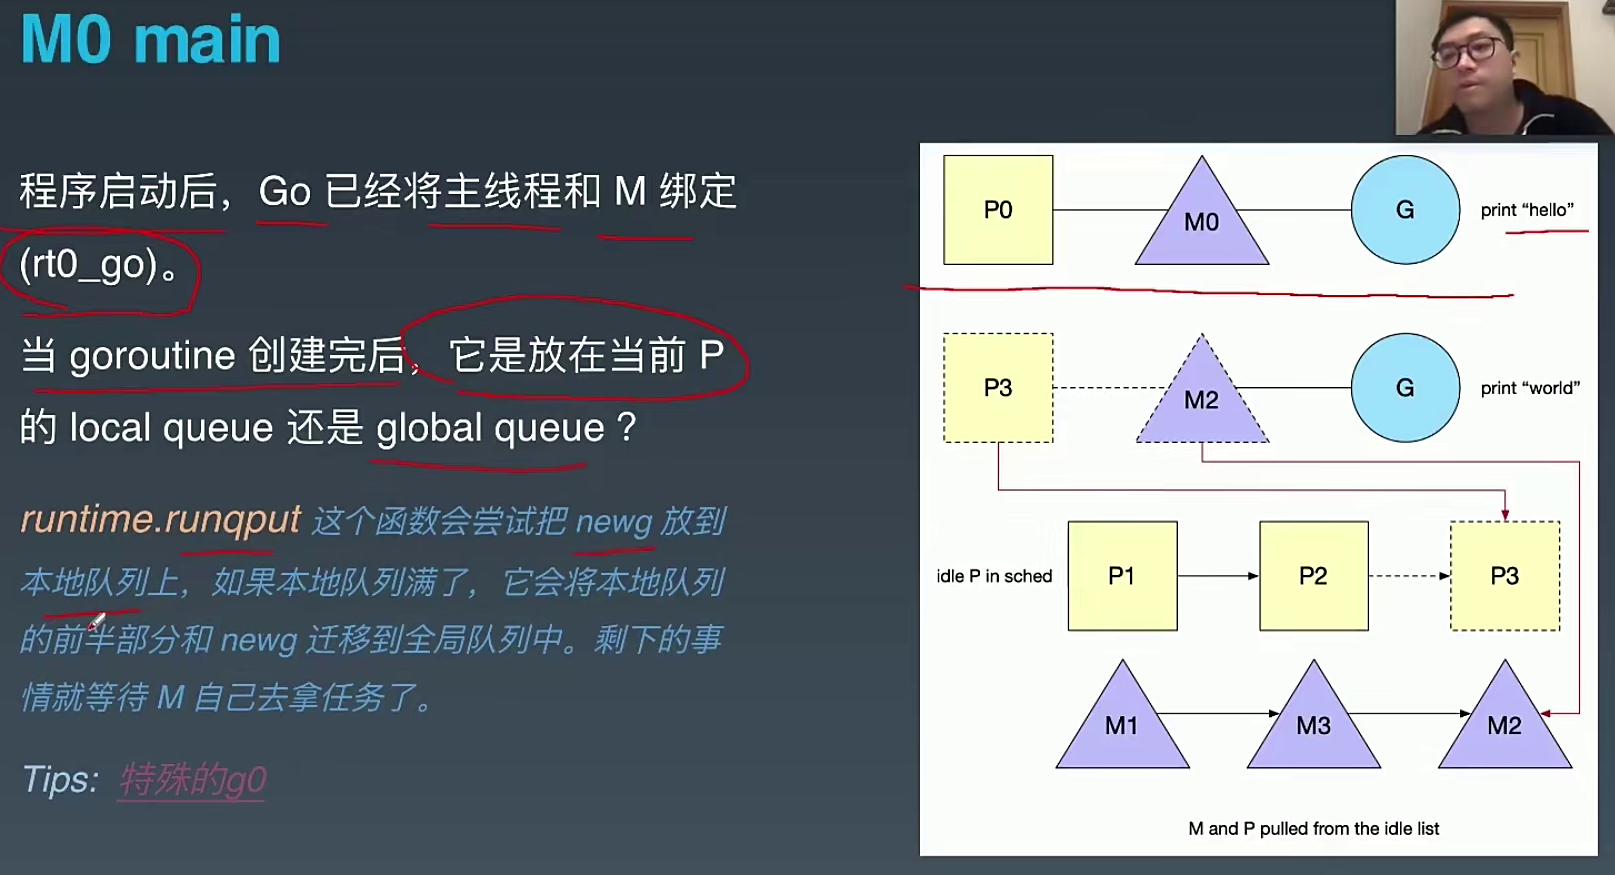 M0 main
程序启动后，Go 已经将主线程和 M 绑定
(rt0_go)。
当 goroutine 创建完后，它是放在当前 P
的 local queue 还是 global queue？
runtime.runqput 这个函数会尝试把 newg 放到
本地队列上，如果本地队列满了，它会将本地队列
的前半部分和 newg 迁移到全局队列中。剩下的事
情就等待 M 自己去拿任务了。
Tips: 特殊的g0
P0 M0 G print “hello”
P3 M2 G print “world”
idle P in sched P1 P2 P3
M1 M3 M2
M and P pulled from the idle list